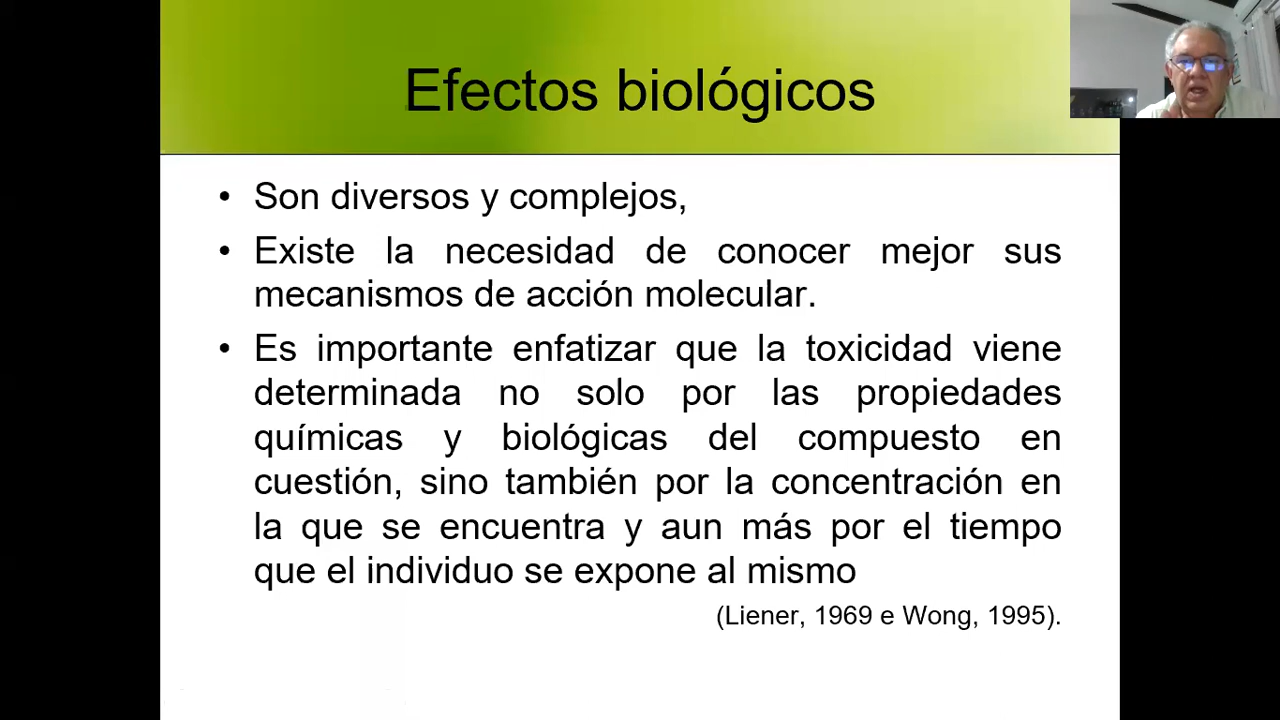 Efectos biológicos
• Son diversos y complejos,
• Existe la necesidad de conocer mejor sus
mecanismos de acción molecular.
• Es importante enfatizar que la toxicidad viene
determinada no solo por las propiedades
químicas y biológicas del compuesto en
cuestión, sino también por la concentración en
la que se encuentra y aun más por el tiempo
que el individuo se expone al mismo
(Liener, 1969 e Wong, 1995).